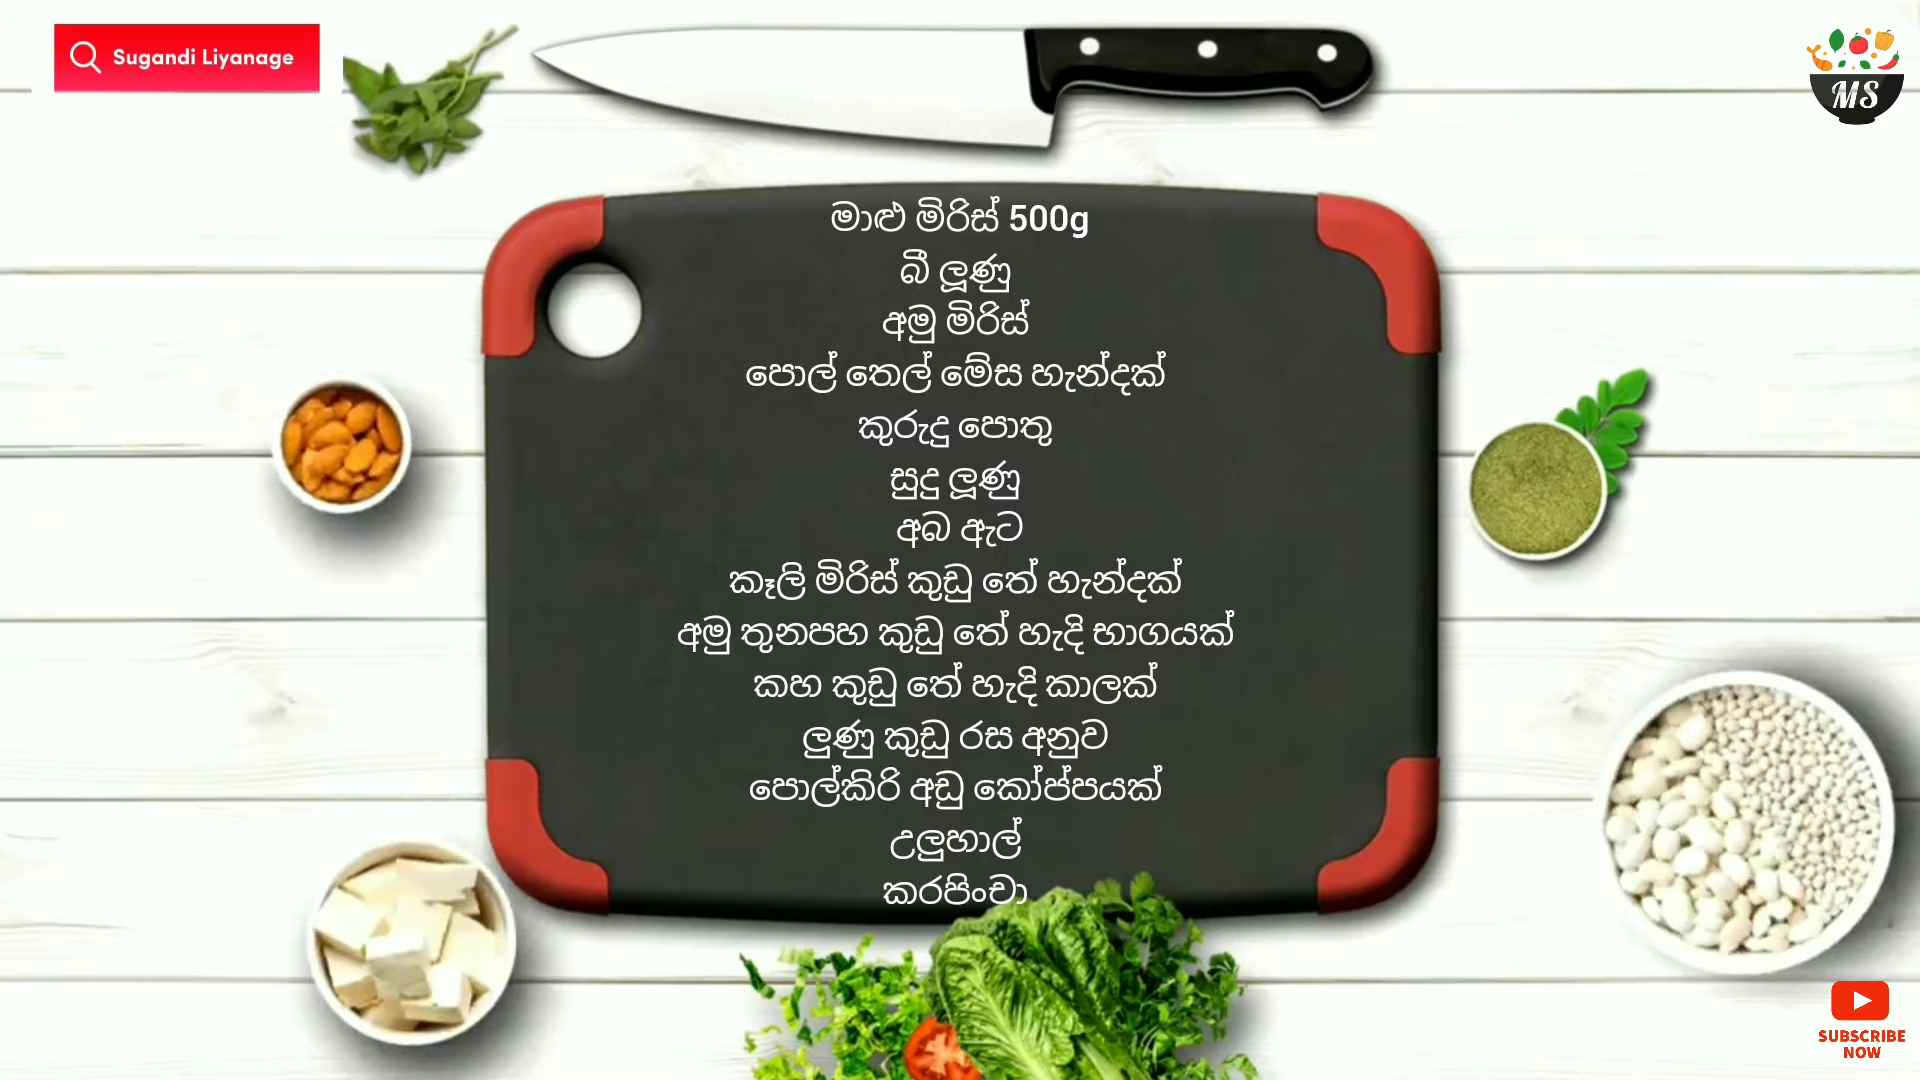 Sugandi Liyanage
MS
මාළු මිරිස් 500g
බී ලූණු
අමු මිරිස්
පොල් තෙල් මේස හැන්දක්
කුරුදු පොතු
සුදු ලූණු
අබ ඇට
කෑලි මිරිස් කුඩු තේ හැන්දක්
අමු තුනපහ කුඩු තේ හැදි භාගයක්
කහ කුඩු තේ හැදි කාලක්
ලුණු කුඩු රස අනුව
පොල්කිරි අඩු කෝප්පයක්
උලුහාල්
කරපිංචා
SUBSCRIBE
NOW